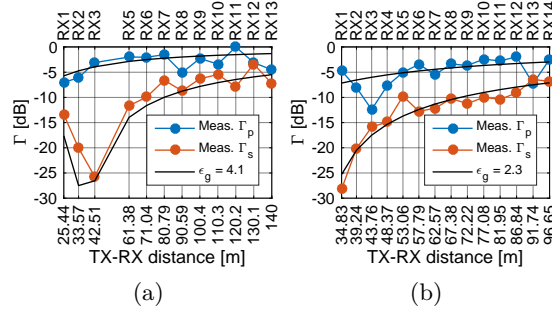 RX1 RX2 RX3 RX5 RX6 RX7 RX8 RX9 RX10 RX11 RX12 RX13
0
-5
-10
-15
-20
-25
-30
Γ [dB]
Meas. Γp
Meas. Γs
ϵg = 4.1
25.44 33.57 42.51 61.38 71.04 80.79 90.59 100.4 110.3 120.2 130.1 140
TX-RX distance [m]
(a)
RX1 RX2 RX3 RX4 RX5 RX6 RX7 RX8 RX9 RX10 RX11 RX12 RX13 RX14
0
-5
-10
-15
-20
-25
-30
Γ [dB]
Meas. Γp
Meas. Γs
ϵg = 2.3
34.83 39.24 43.76 48.37 53.06 57.79 62.57 67.38 72.22 77.08 81.95 86.84 91.74 96.65
TX-RX distance [m]
(b)